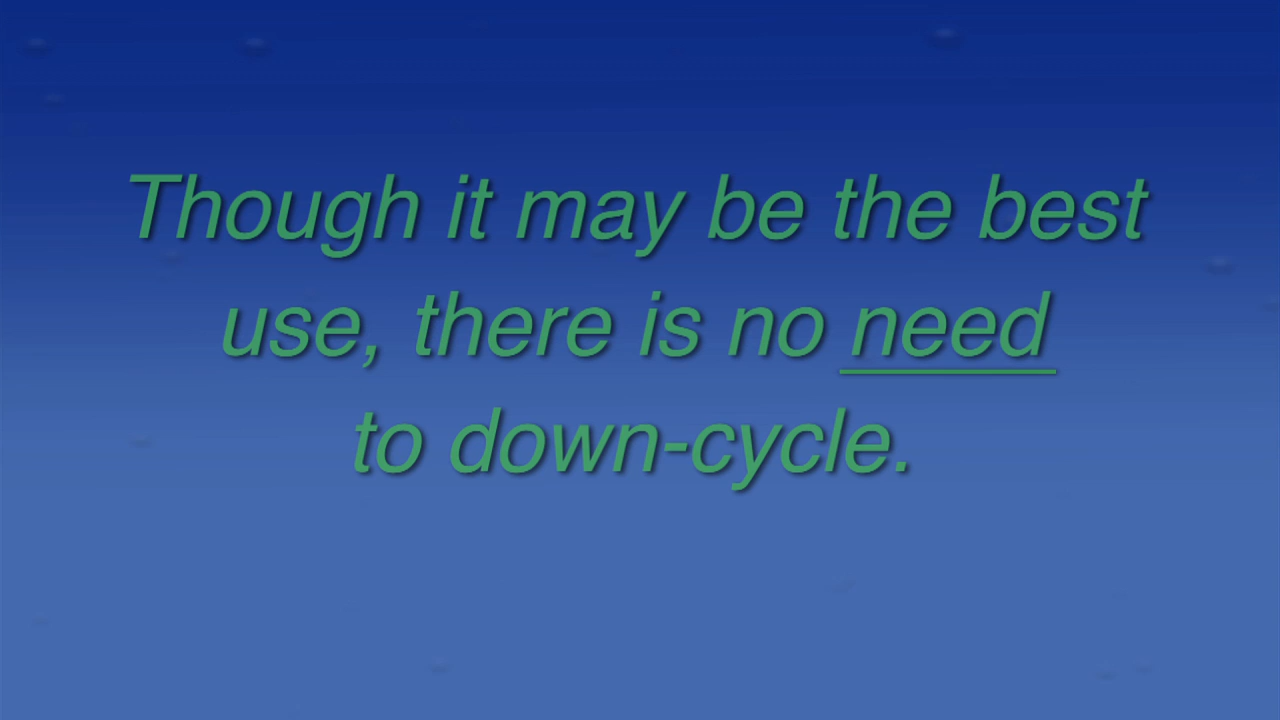 Though it may be the best
use, there is no need
to down-cycle.